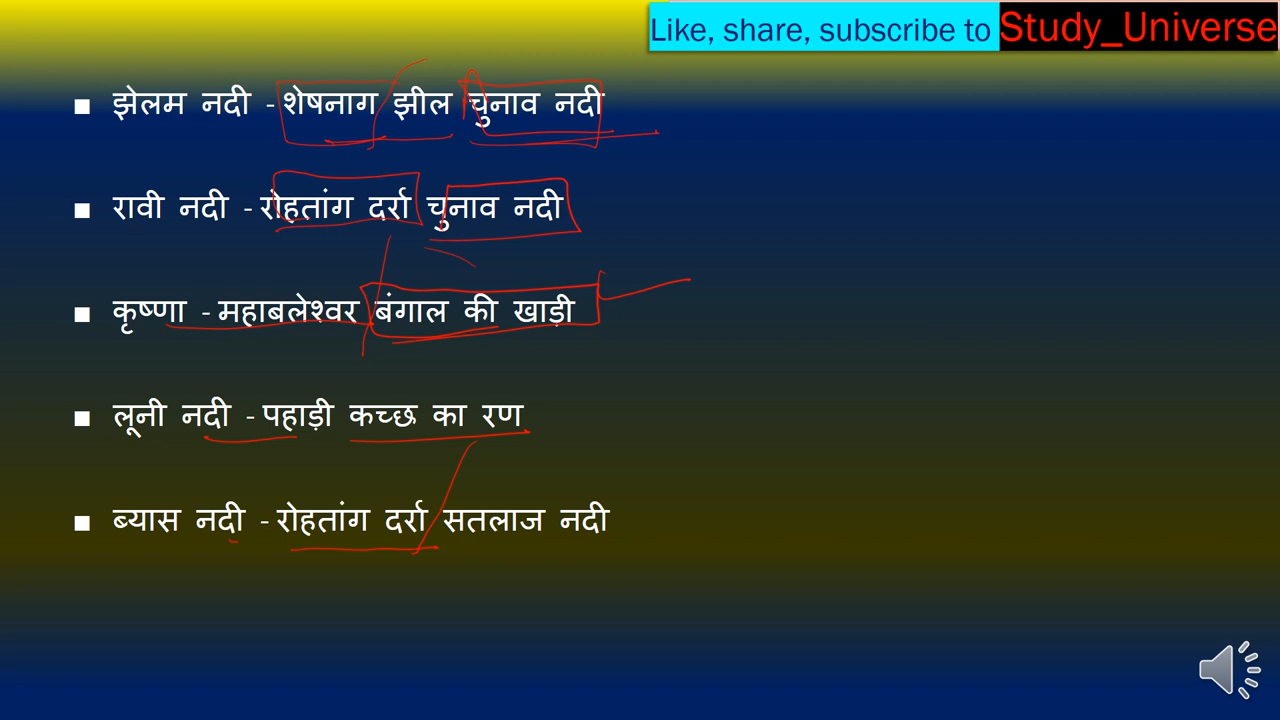 Like, share, subscribe to Study_Universe
■ झेलम नदी - शेषनाग झील चुनाव नदी
■ रावी नदी - रोहतांग दर्रा चुनाव नदी
■ कृष्णा - महाबलेश्वर बंगाल की खाड़ी
■ लूनी नदी - पहाड़ी कच्छ का रण
■ ब्यास नदी - रोहतांग दर्रा सतलाज नदी